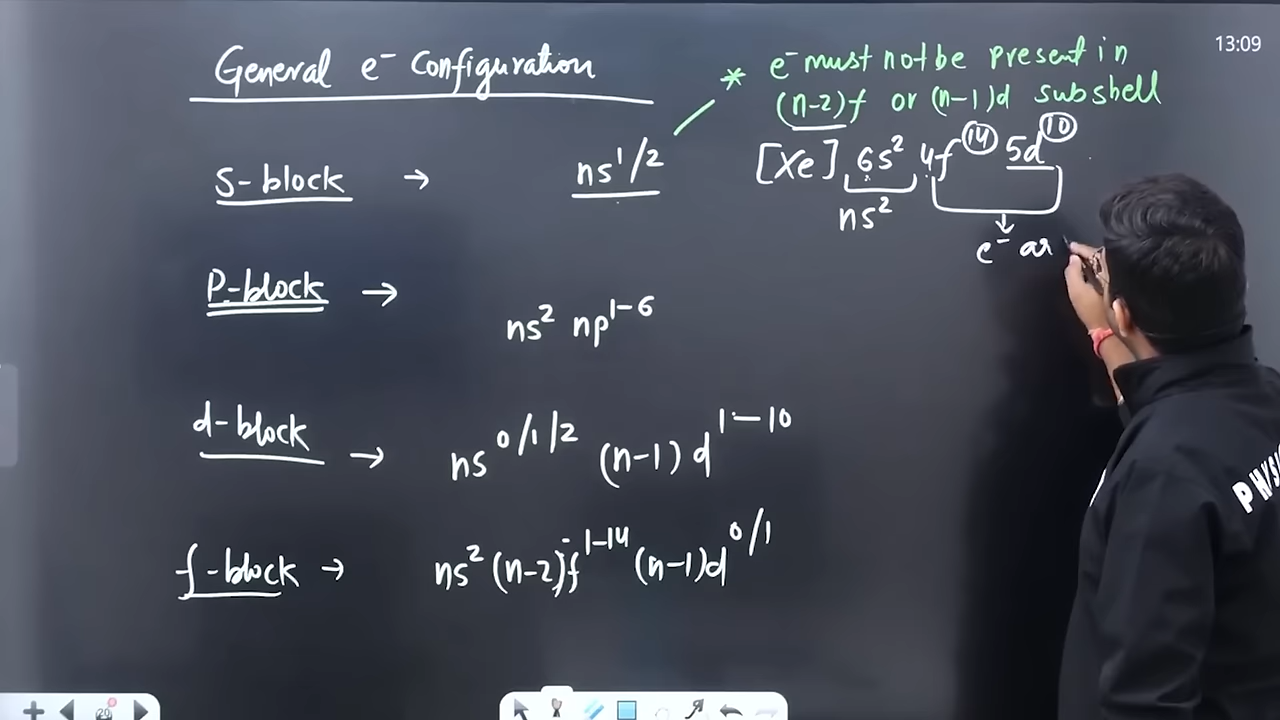 General e⁻ Configuration
13:09
* e⁻ must not be present in
(n-2)f or (n-1)d subshell
S-block → ns¹/²
[Xe] 6s² 4f¹⁴ 5d¹⁰
ns²
e⁻ ar
P-block →
ns² np¹⁻⁶
d-block → ns⁰/¹/² (n-1) d¹⁻¹⁰
f-block → ns² (n-2)f¹⁻¹⁴ (n-1)d⁰/¹
20